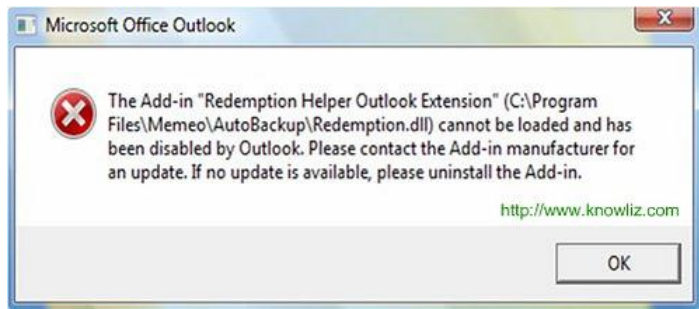 Microsoft Office Outlook
The Add-in "Redemption Helper Outlook Extension" (C:\Program
Files\Memeo\AutoBackup\Redemption.dll) cannot be loaded and has
been disabled by Outlook. Please contact the Add-in manufacturer for
an update. If no update is available, please uninstall the Add-in.
http://www.knowliz.com
OK